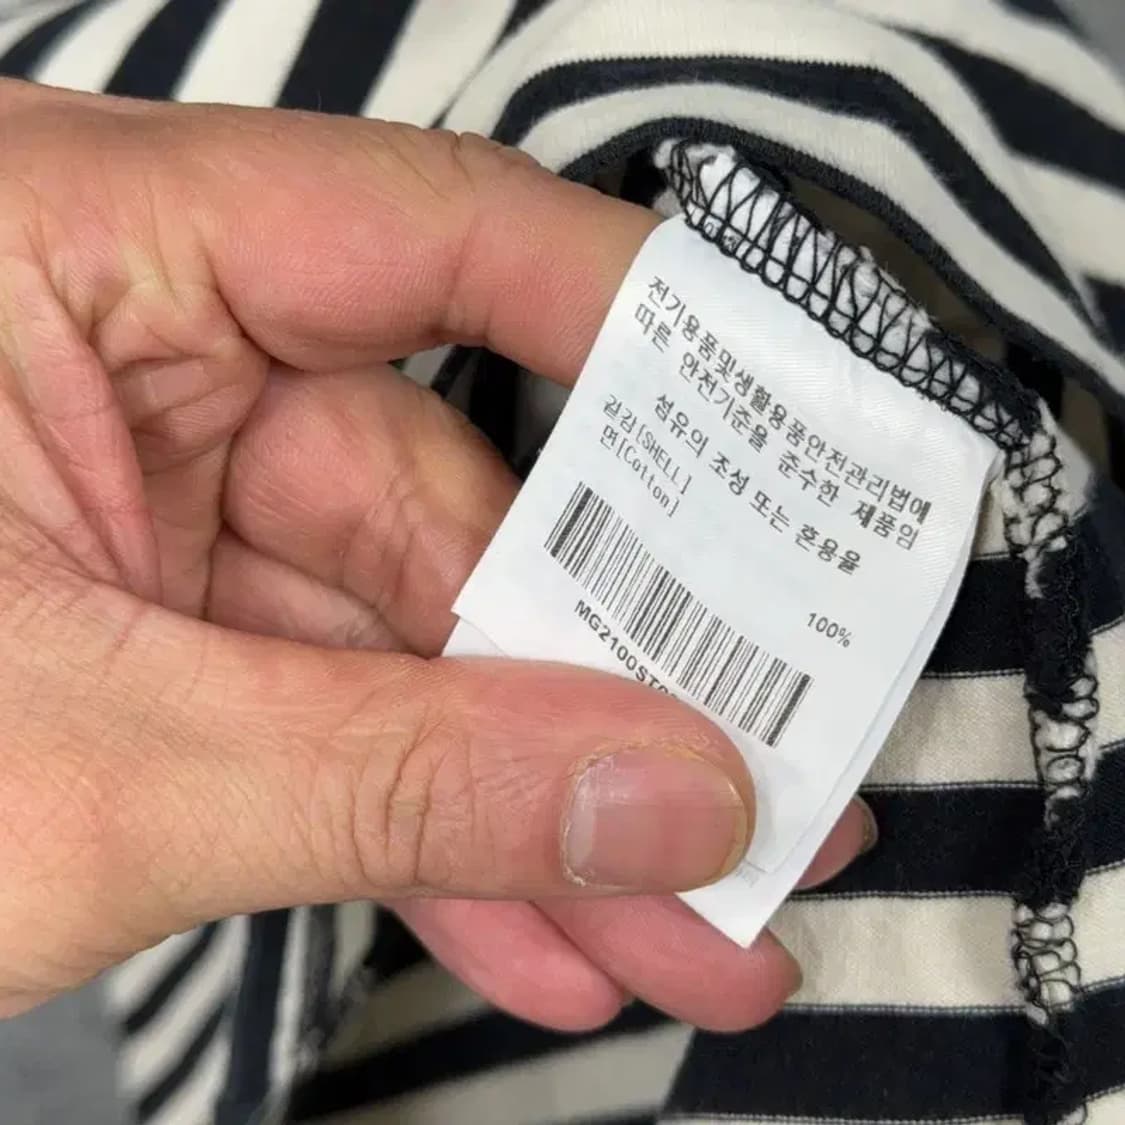 전기용품및생활용품안전관리법에
따른 안전기준을 준수한 제품임
섬유의 조성 또는 혼용율
겉감[SHELL]
면[Cotton] 100%
MG2100ST